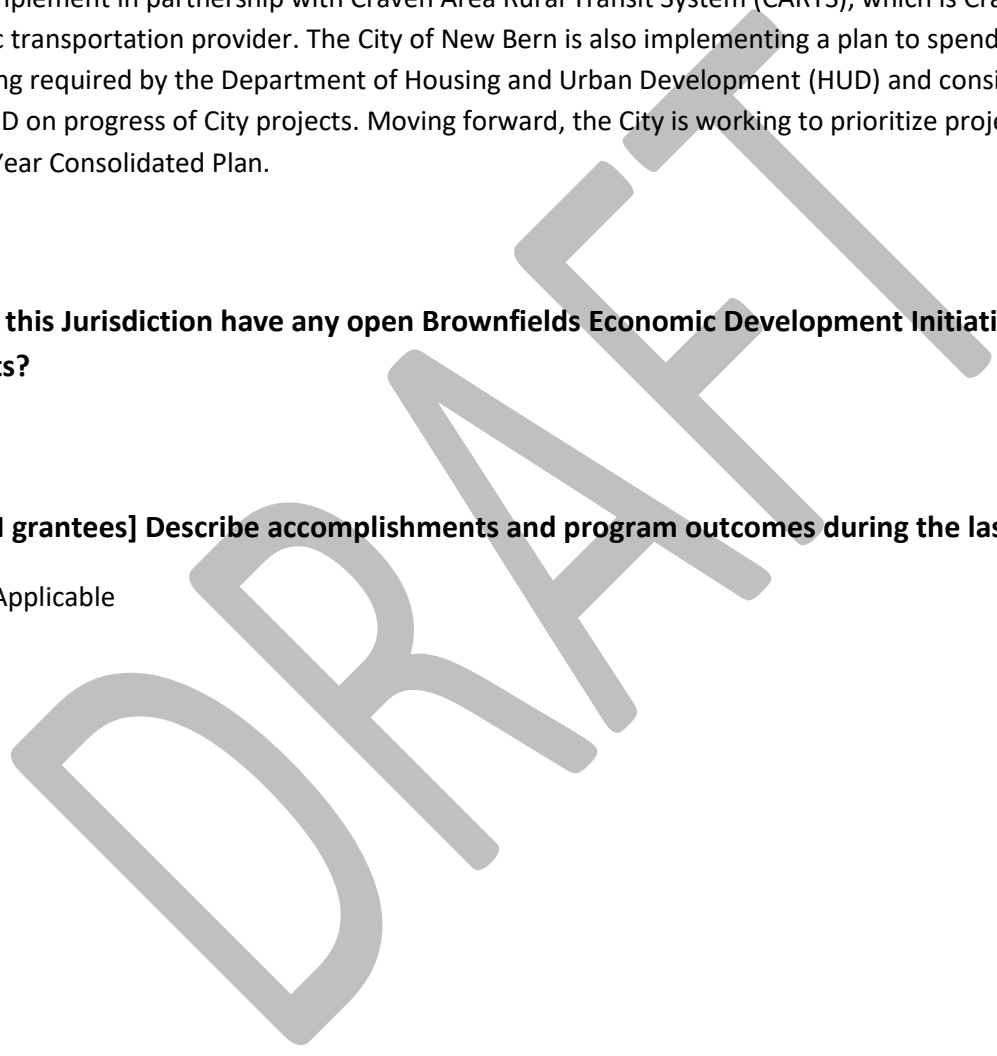 mplement in partnership with Craven Area Rural Transit System (CARTS), which is Cra
c transportation provider. The City of New Bern is also implementing a plan to spend
ng required by the Department of Housing and Urban Development (HUD) and consi
D on progress of City projects. Moving forward, the City is working to prioritize proje
Year Consolidated Plan.
this Jurisdiction have any open Brownfields Economic Development Initiati
ts?
I grantees] Describe accomplishments and program outcomes during the las
Applicable
DRAFT